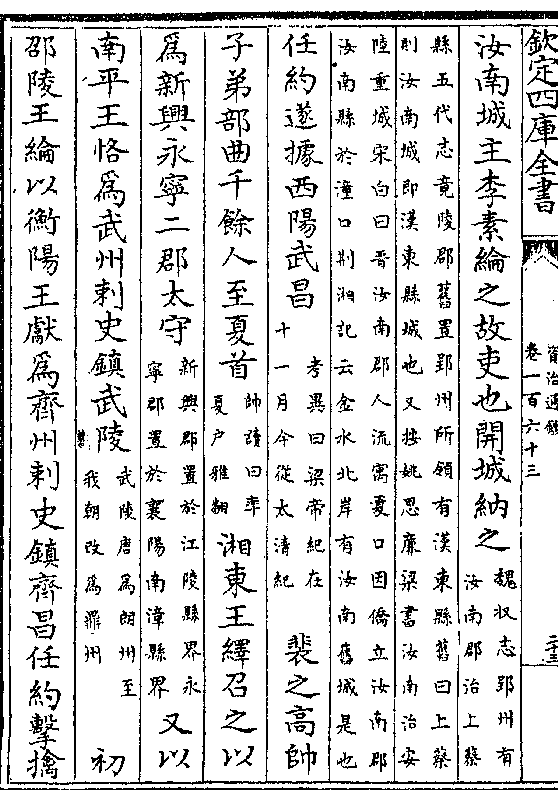 欽定四庫全書
資治通鑑
卷一百六十三
汝南城主李素綸之故吏也開城納之
魏収志郢州有
汝南郡治上蔡
縣五代志竟陵郡舊置郢州所領有漢東縣舊曰上蔡
則汝南城即漢東縣城也又按姚思廉梁書汝南治安
陸重城宋白曰晋汝南郡人流寓夏口因僑立汝南郡
汝南縣於潼口荆湘記云金水北岸有汝南舊城是也
任約遂據西陽武昌
考異曰梁帝紀在
十一月今從太清紀
裴之高帥
子弟部曲千餘人至夏首
帥讀曰率
夏户雅翻
湘東王繹召之以
爲新興永寧二郡太守
新興郡置於江陵縣界永
寧郡置於襄陽南漳縣界
又以
南平王恪爲武州刺史鎮武陵
武陵唐爲朗州至
我朝改爲鼎州
初
邵陵王綸以衡陽王獻爲齊州刺史鎮齊昌任約擊擒